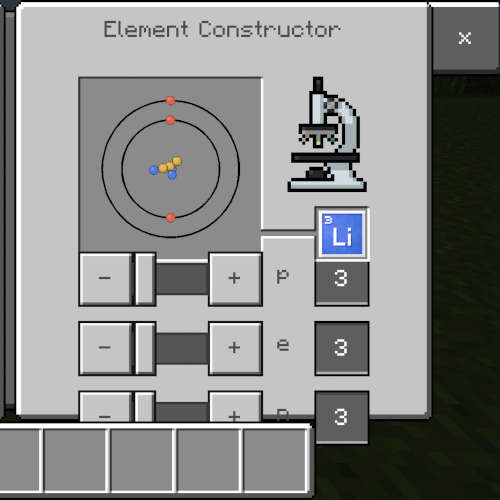 Element Constructor
x
3
Li
− + p 3
− + e 3
− + n 3